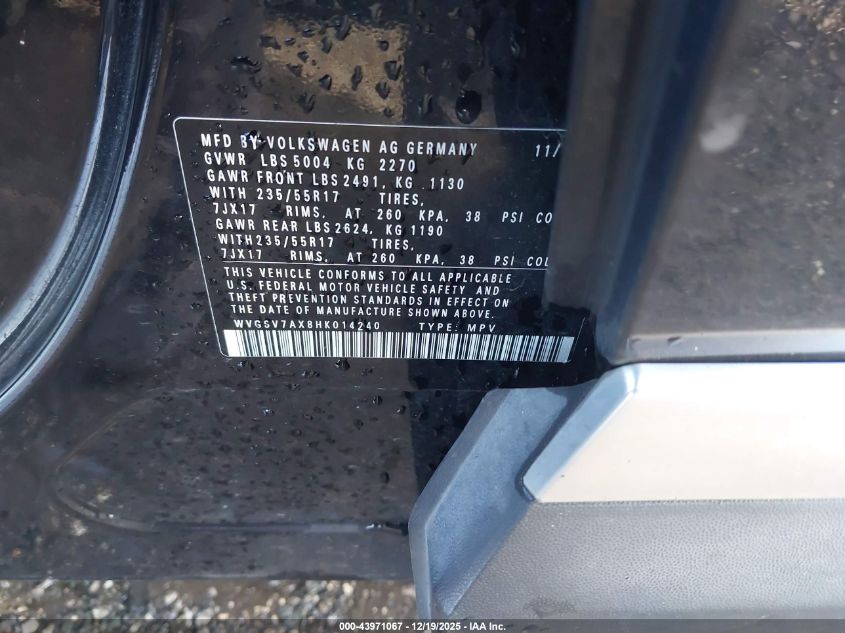 MFD BY VOLKSWAGEN AG GERMANY 11/
GVWR LBS 5004 KG 2270
GAWR FRONT LBS 2491, KG 1130
WITH 235/55R17 TIRES,
7JX17 RIMS, AT 260 KPA, 38 PSI COL
GAWR REAR LBS 2624, KG 1190
WITH 235/55R17 TIRES,
7JX17 RIMS, AT 260 KPA, 38 PSI COL
THIS VEHICLE CONFORMS TO ALL APPLICABLE
U.S. FEDERAL MOTOR VEHICLE SAFETY AND
THEFT PREVENTION STANDARDS IN EFFECT ON
THE DATE OF MANUFACTURE SHOWN ABOVE.
WVGSV7AX8HK014240 TYPE: MPV
000-43971067 - 12/19/2025 - IAA Inc.